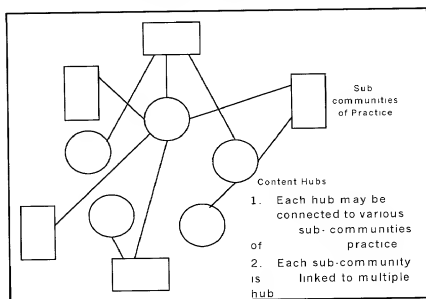 Sub
communities
of Practice
Content Hubs
1. Each hub may be
connected to various
sub- communities
of practice
2. Each sub-community
is linked to multiple
hub